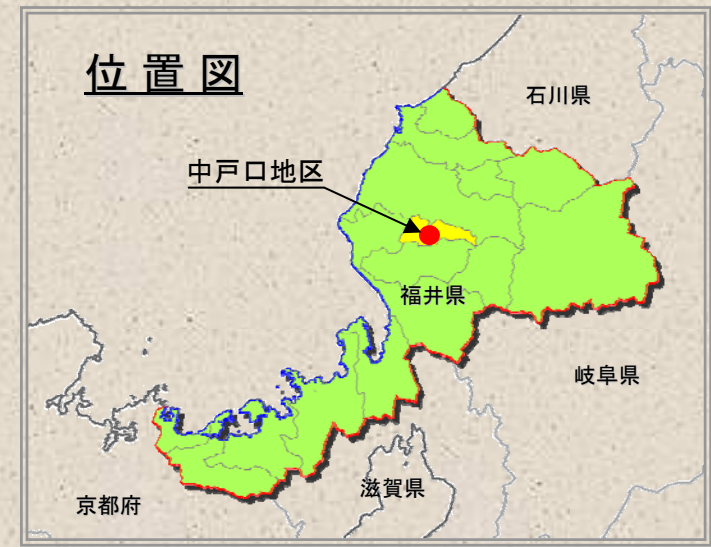 位置図
石川県
中戸口地区
福井県
岐阜県
滋賀県
京都府